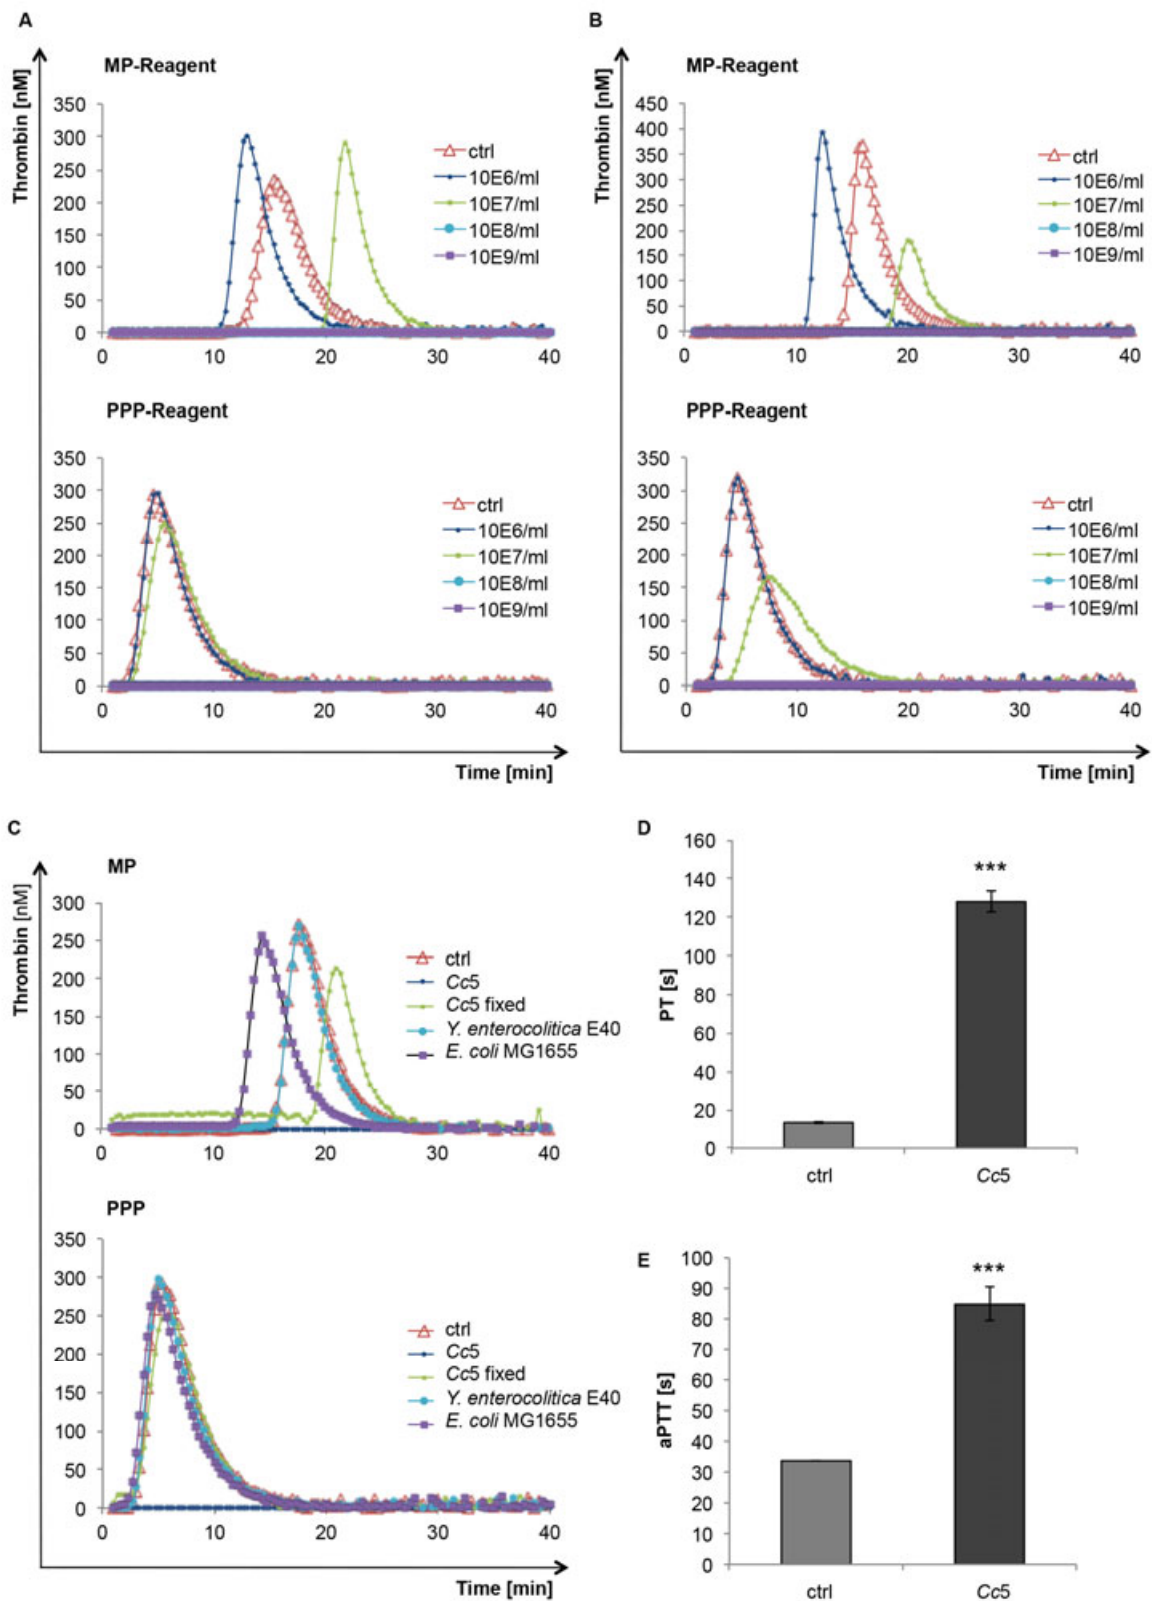 A
MP-Reagent
Thrombin [nM]
350
300
250
200
150
100
50
0
0 10 20 30 40
ctrl
10E6/ml
10E7/ml
10E8/ml
10E9/ml
PPP-Reagent
350
300
250
200
150
100
50
0
0 10 20 30 40
ctrl
10E6/ml
10E7/ml
10E8/ml
10E9/ml
Time [min]
B
MP-Reagent
Thrombin [nM]
450
400
350
300
250
200
150
100
50
0
0 10 20 30 40
ctrl
10E6/ml
10E7/ml
10E8/ml
10E9/ml
PPP-Reagent
350
300
250
200
150
100
50
0
0 10 20 30 40
ctrl
10E6/ml
10E7/ml
10E8/ml
10E9/ml
Time [min]
C
MP
Thrombin [nM]
300
250
200
150
100
50
0
0 10 20 30 40
ctrl
Cc5
Cc5 fixed
Y. enterocolitica E40
E. coli MG1655
PPP
350
300
250
200
150
100
50
0
0 10 20 30 40
ctrl
Cc5
Cc5 fixed
Y. enterocolitica E40
E. coli MG1655
Time [min]
D
PT [s]
160
140
120
100
80
60
40
20
0
***
ctrl Cc5
E
aPTT [s]
100
90
80
70
60
50
40
30
20
10
0
***
ctrl Cc5